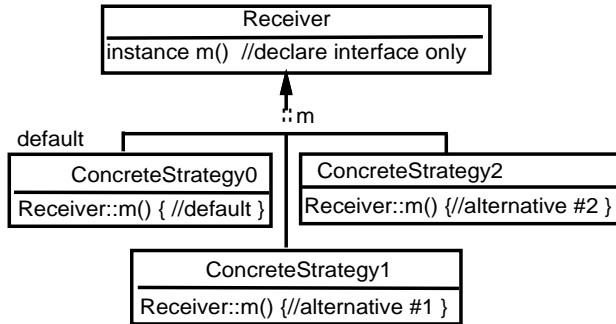 Receiver
instance m() //declare interface only
::m
default
ConcreteStrategy0
Receiver::m() { //default }
ConcreteStrategy2
Receiver::m() {//alternative #2 }
ConcreteStrategy1
Receiver::m() {//alternative #1 }